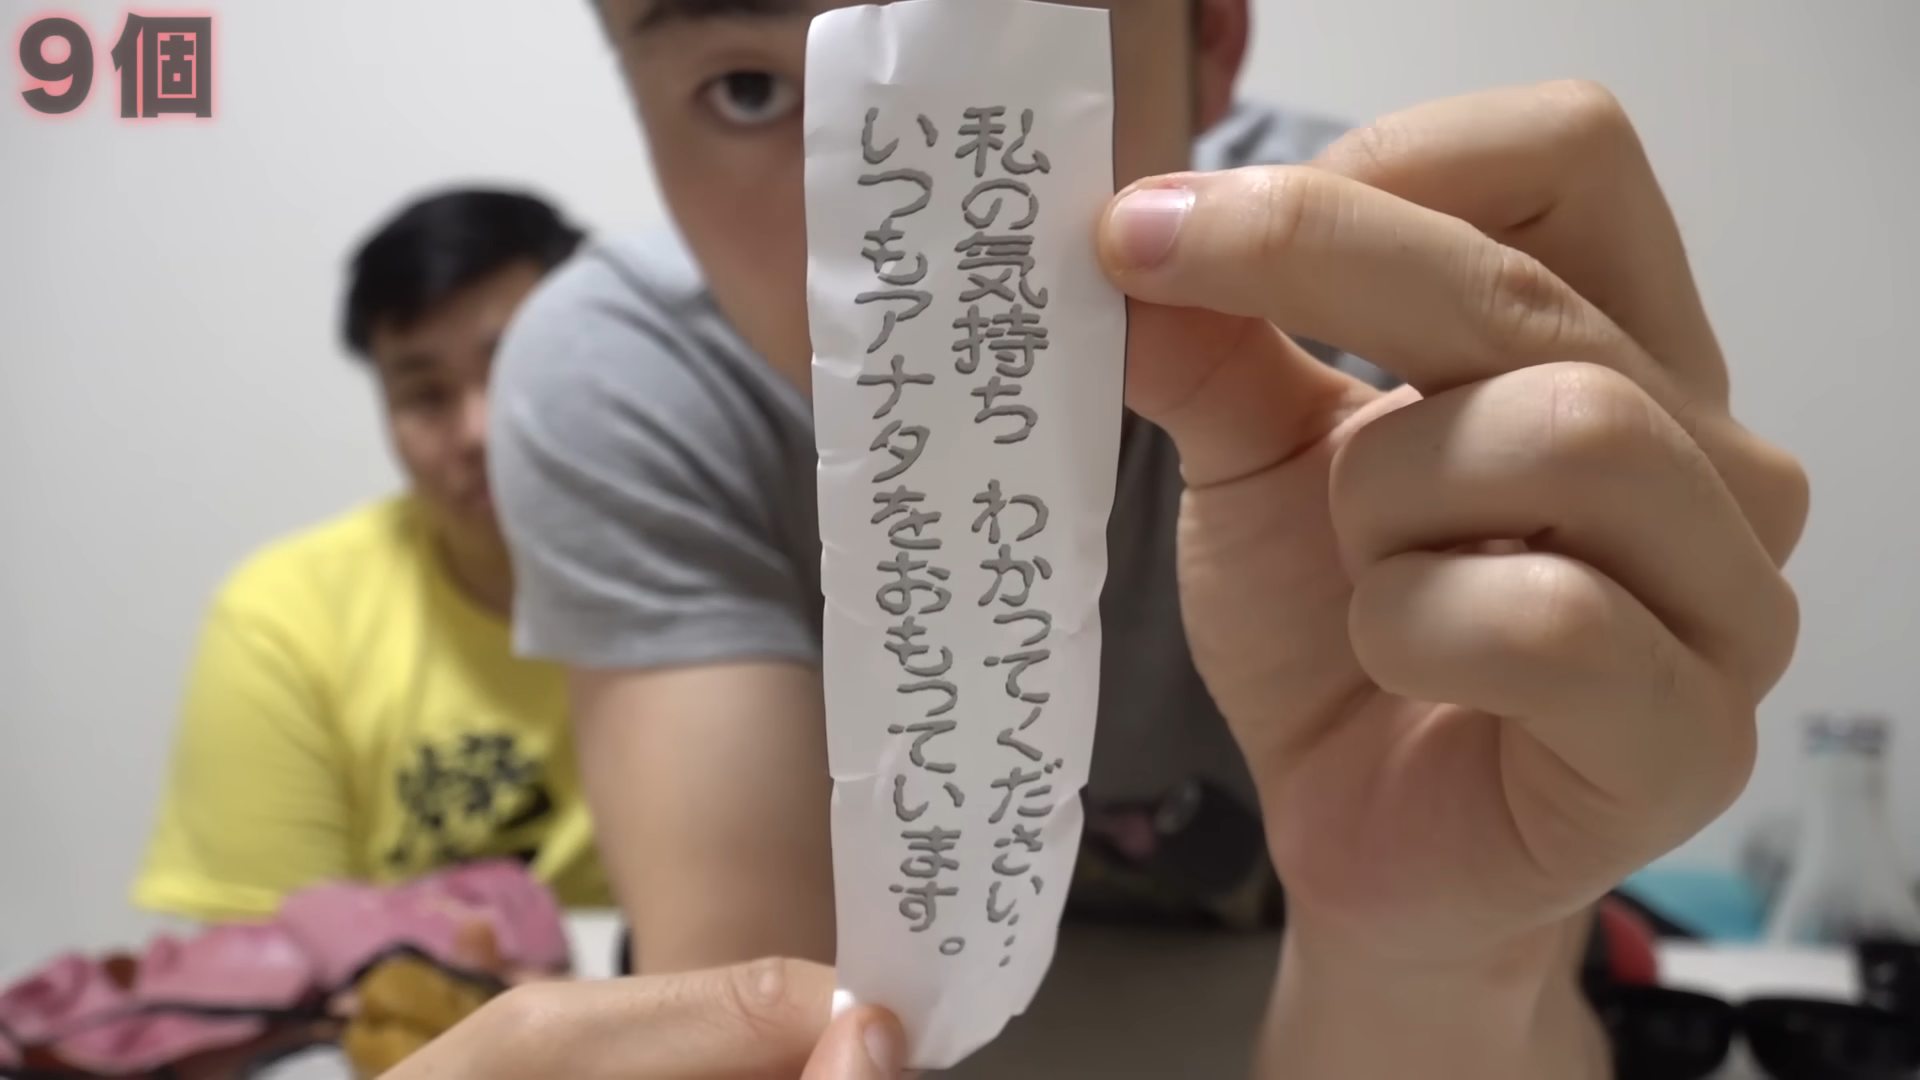 9個
私の気持ち わかってください…
いつもアナタをおもっています。